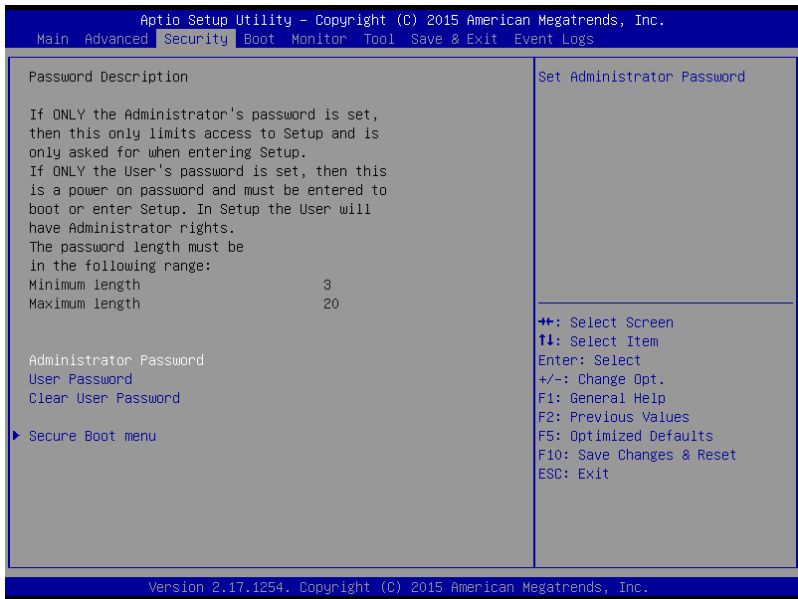 Aptio Setup Utility – Copyright (C) 2015 American Megatrends, Inc.
Main Advanced Security Boot Monitor Tool Save & Exit Event Logs
Password Description
If ONLY the Administrator's password is set,
then this only limits access to Setup and is
only asked for when entering Setup.
If ONLY the User's password is set, then this
is a power on password and must be entered to
boot or enter Setup. In Setup the User will
have Administrator rights.
The password length must be
in the following range:
Minimum length 3
Maximum length 20
Administrator Password
User Password
Clear User Password
Secure Boot menu
Set Administrator Password
→←: Select Screen
↑↓: Select Item
Enter: Select
+/-: Change Opt.
F1: General Help
F2: Previous Values
F5: Optimized Defaults
F10: Save Changes & Reset
ESC: Exit
Version 2.17.1254. Copyright (C) 2015 American Megatrends, Inc.